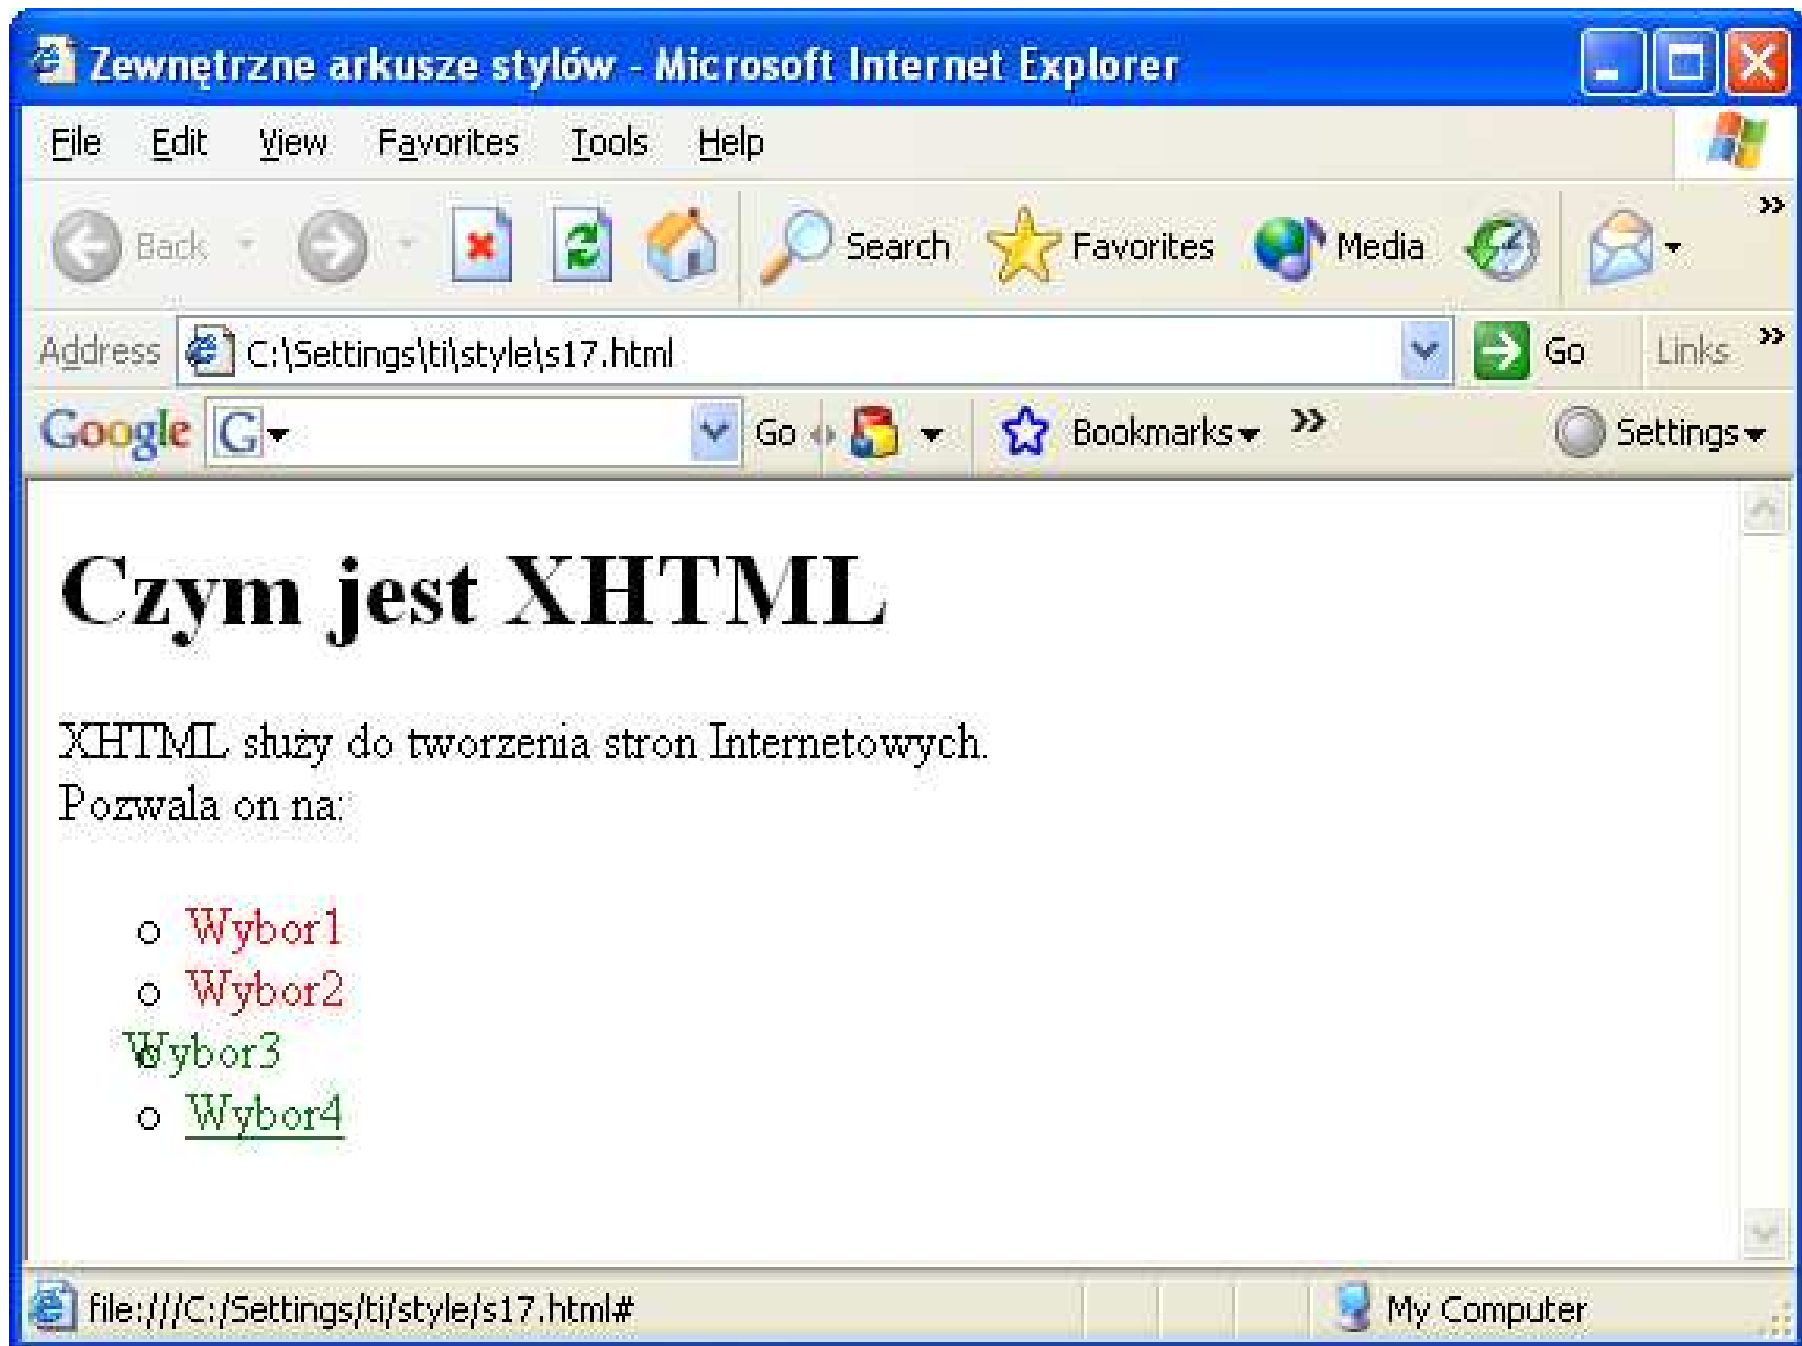 Zewnętrzne arkusze stylów - Microsoft Internet Explorer
File Edit View Favorites Tools Help
Back Search Favorites Media »
Address C:\Settings\ti\style\s17.html Go Links »
Google G Go Bookmarks » Settings
Czym jest XHTML
XHTML służy do tworzenia stron Internetowych.
Pozwala on na:
Wybor1
Wybor2
Wybor3
Wybor4
file:///C:/Settings/ti/style/s17.html# My Computer